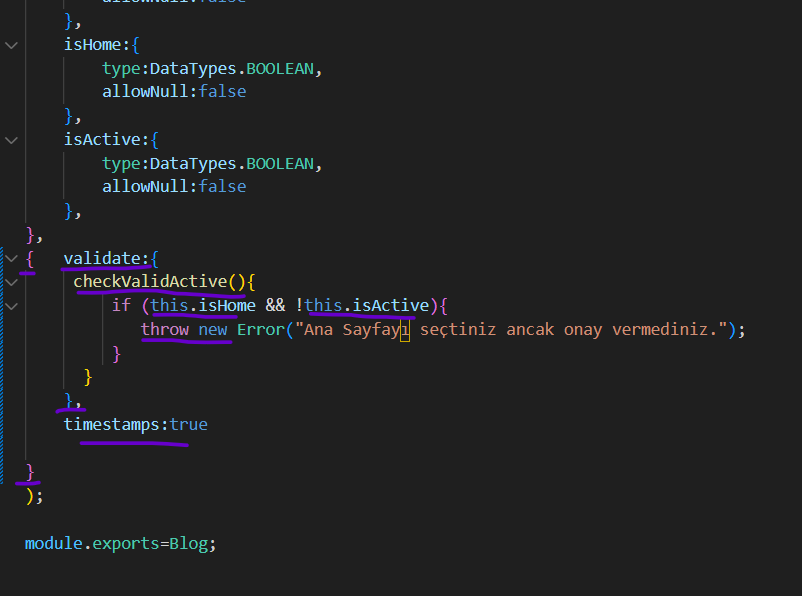 allowNull:false
},
isHome:{
type:DataTypes.BOOLEAN,
allowNull:false
},
isActive:{
type:DataTypes.BOOLEAN,
allowNull:false
},
},
{ validate:{
checkValidActive(){
if (this.isHome && !this.isActive){
throw new Error("Ana Sayfayı seçtiniz ancak onay vermediniz.");
}
}
},
timestamps:true
}
);
module.exports=Blog;